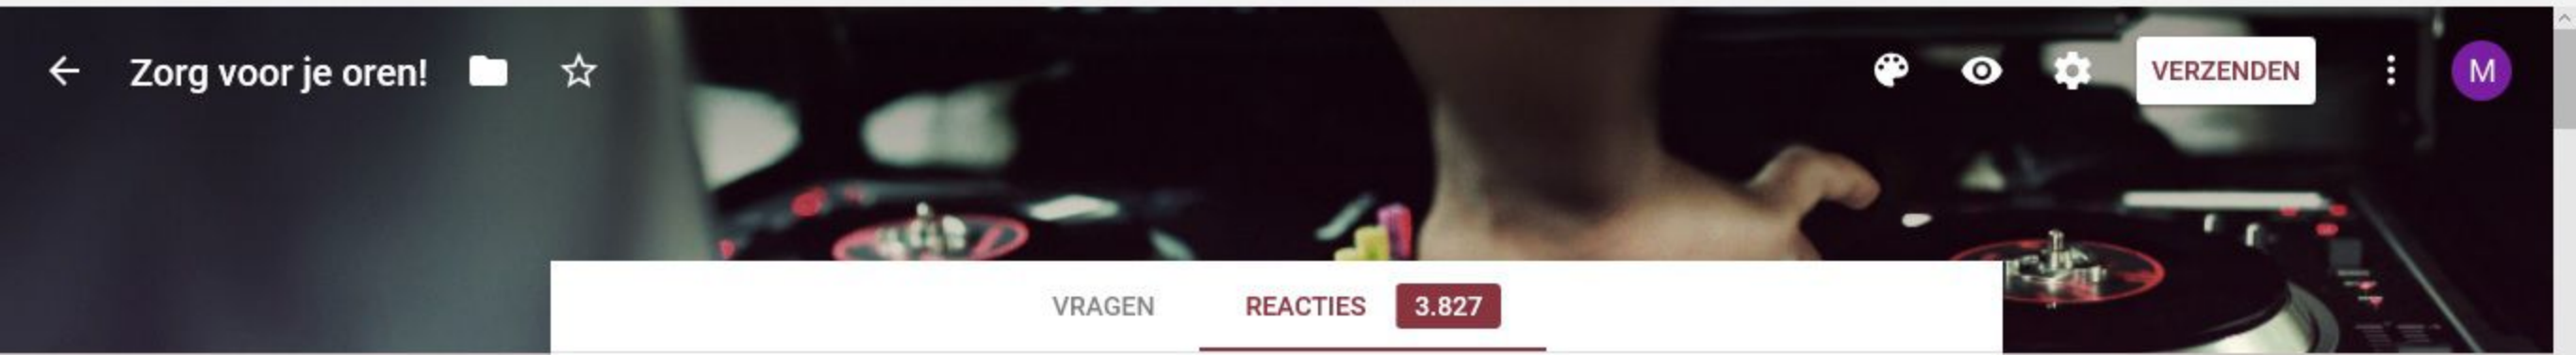 Zorg voor je oren!
VERZENDEN
M
VRAGEN
REACTIES
3.827